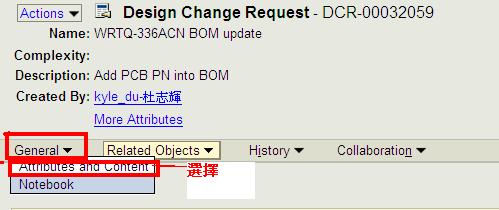 Actions Design Change Request - DCR-00032059
Name: WRTQ-336ACN BOM update
Complexity:
Description: Add PCB PN into BOM
Created By: kyle_du-杜志輝
More Attributes
General Related Objects History Collaboration
Attributes and Content 選擇
Notebook